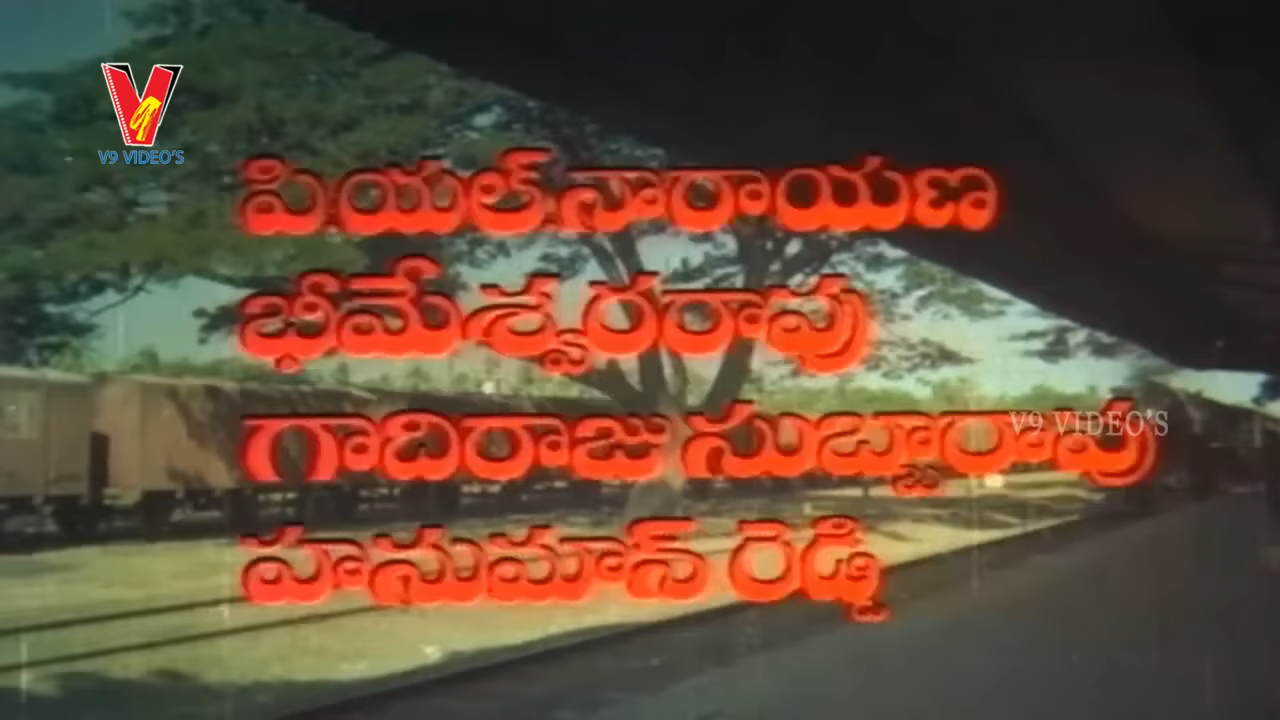 V9 VIDEO'S
పి.యల్.నారాయణ
భీమేశ్వరరావు
గాదిరాజు సుబ్బారావు
V9 VIDEO'S
హనుమాన్ రెడ్డి